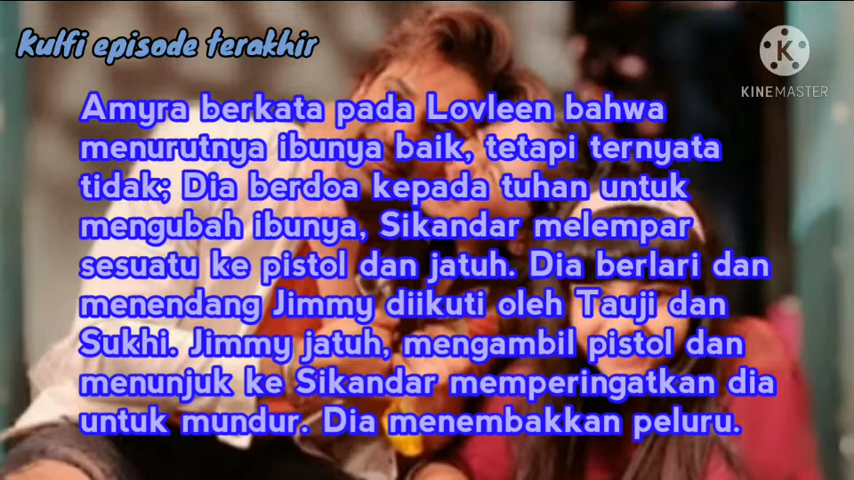 Kulfi episode terakhir
KINEMASTER
Amyra berkata pada Lovleen bahwa
menurutnya ibunya baik, tetapi ternyata
tidak; Dia berdoa kepada tuhan untuk
mengubah ibunya, Sikandar melempar
sesuatu ke pistol dan jatuh. Dia berlari dan
menendang Jimmy diikuti oleh Tauji dan
Sukhi. Jimmy jatuh, mengambil pistol dan
menunjuk ke Sikandar memperingatkan dia
untuk mundur. Dia menembakkan peluru.